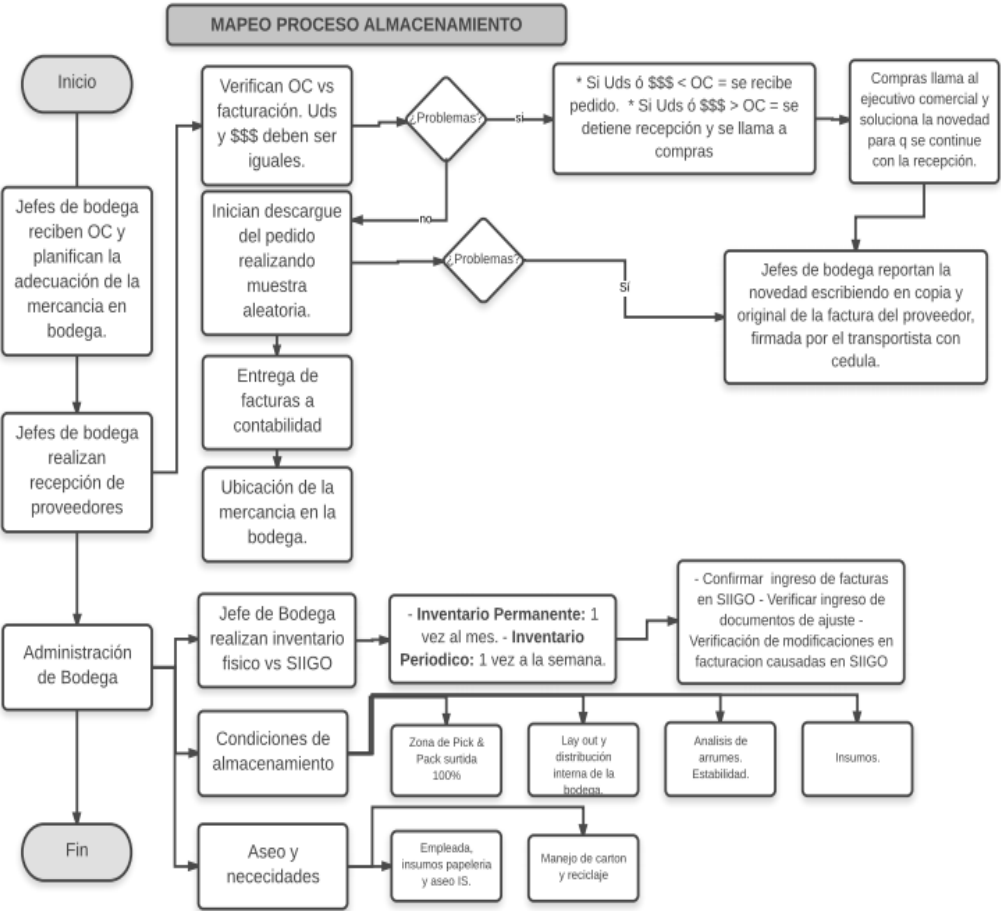 MAPEO PROCESO ALMACENAMIENTO
Inicio
Jefes de bodega
reciben OC y
planifican la
adecuación de la
mercancia en
bodega.
Jefes de bodega
realizan
recepción de
proveedores
Verifican OC vs
facturación. Uds
y $$$ deben ser
iguales.
¿Problemas?
si
* Si Uds ó $$$ < OC = se recibe
pedido.  * Si Uds ó $$$ > OC = se
detiene recepción y se llama a
compras
Compras llama al
ejecutivo comercial y
soluciona la novedad
para q se continue
con la recepción.
no
Inician descargue
del pedido
realizando
muestra
aleatoria.
¿Problemas?
Si
Jefes de bodega reportan la
novedad escribiendo en copia y
original de la factura del proveedor,
firmada por el transportista con
cedula.
Entrega de
facturas a
contabilidad
Ubicación de la
mercancia en la
bodega.
Administración
de Bodega
Jefe de Bodega
realizan inventario
fisico vs SIIGO
- Inventario Permanente: 1
vez al mes. - Inventario
Periodico: 1 vez a la semana.
- Confirmar  ingreso de facturas
en SIIGO - Verificar ingreso de
documentos de ajuste -
Verificación de modificaciones en
facturacion causadas en SIIGO
Condiciones de
almacenamiento
Zona de Pick &
Pack surtida
100%
Lay out y
distribución
interna de la
bodega.
Analisis de
arrumes.
Estabilidad.
Insumos.
Aseo y
nececidades
Empleada,
insumos papeleria
y aseo IS.
Manejo de carton
y reciclaje
Fin